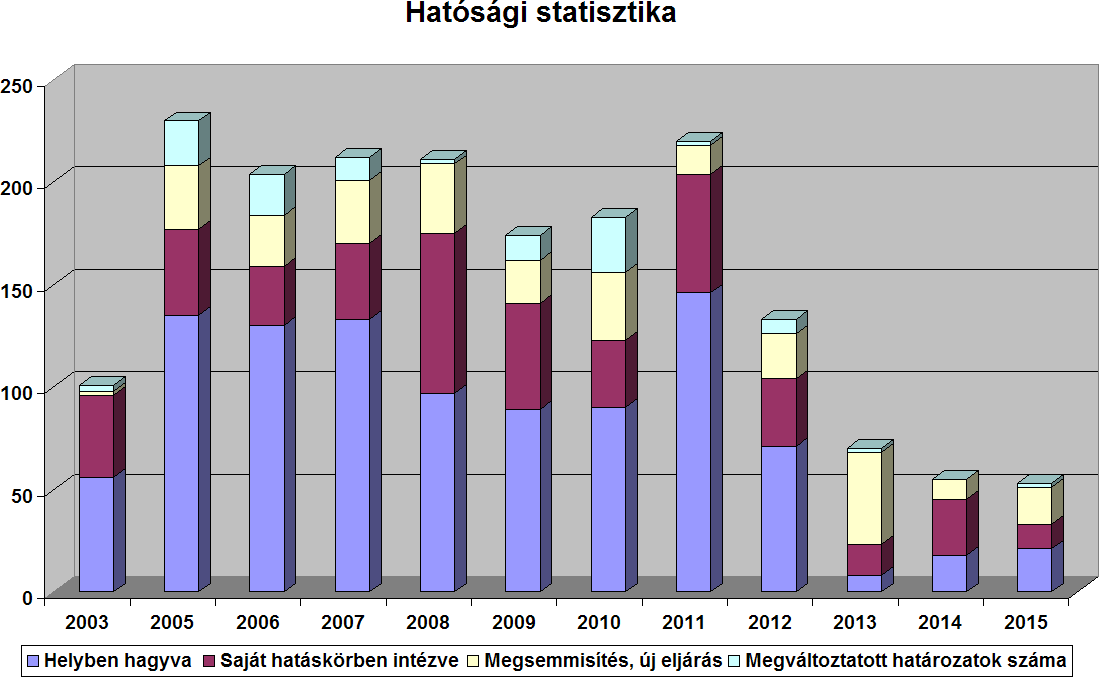 Hatósági statisztika
250
200
150
100
50
0
2003 2005 2006 2007 2008 2009 2010 2011 2012 2013 2014 2015
Helyben hagyva Saját hatáskörben intézve Megsemmisítés, új eljárás Megváltoztatott határozatok száma